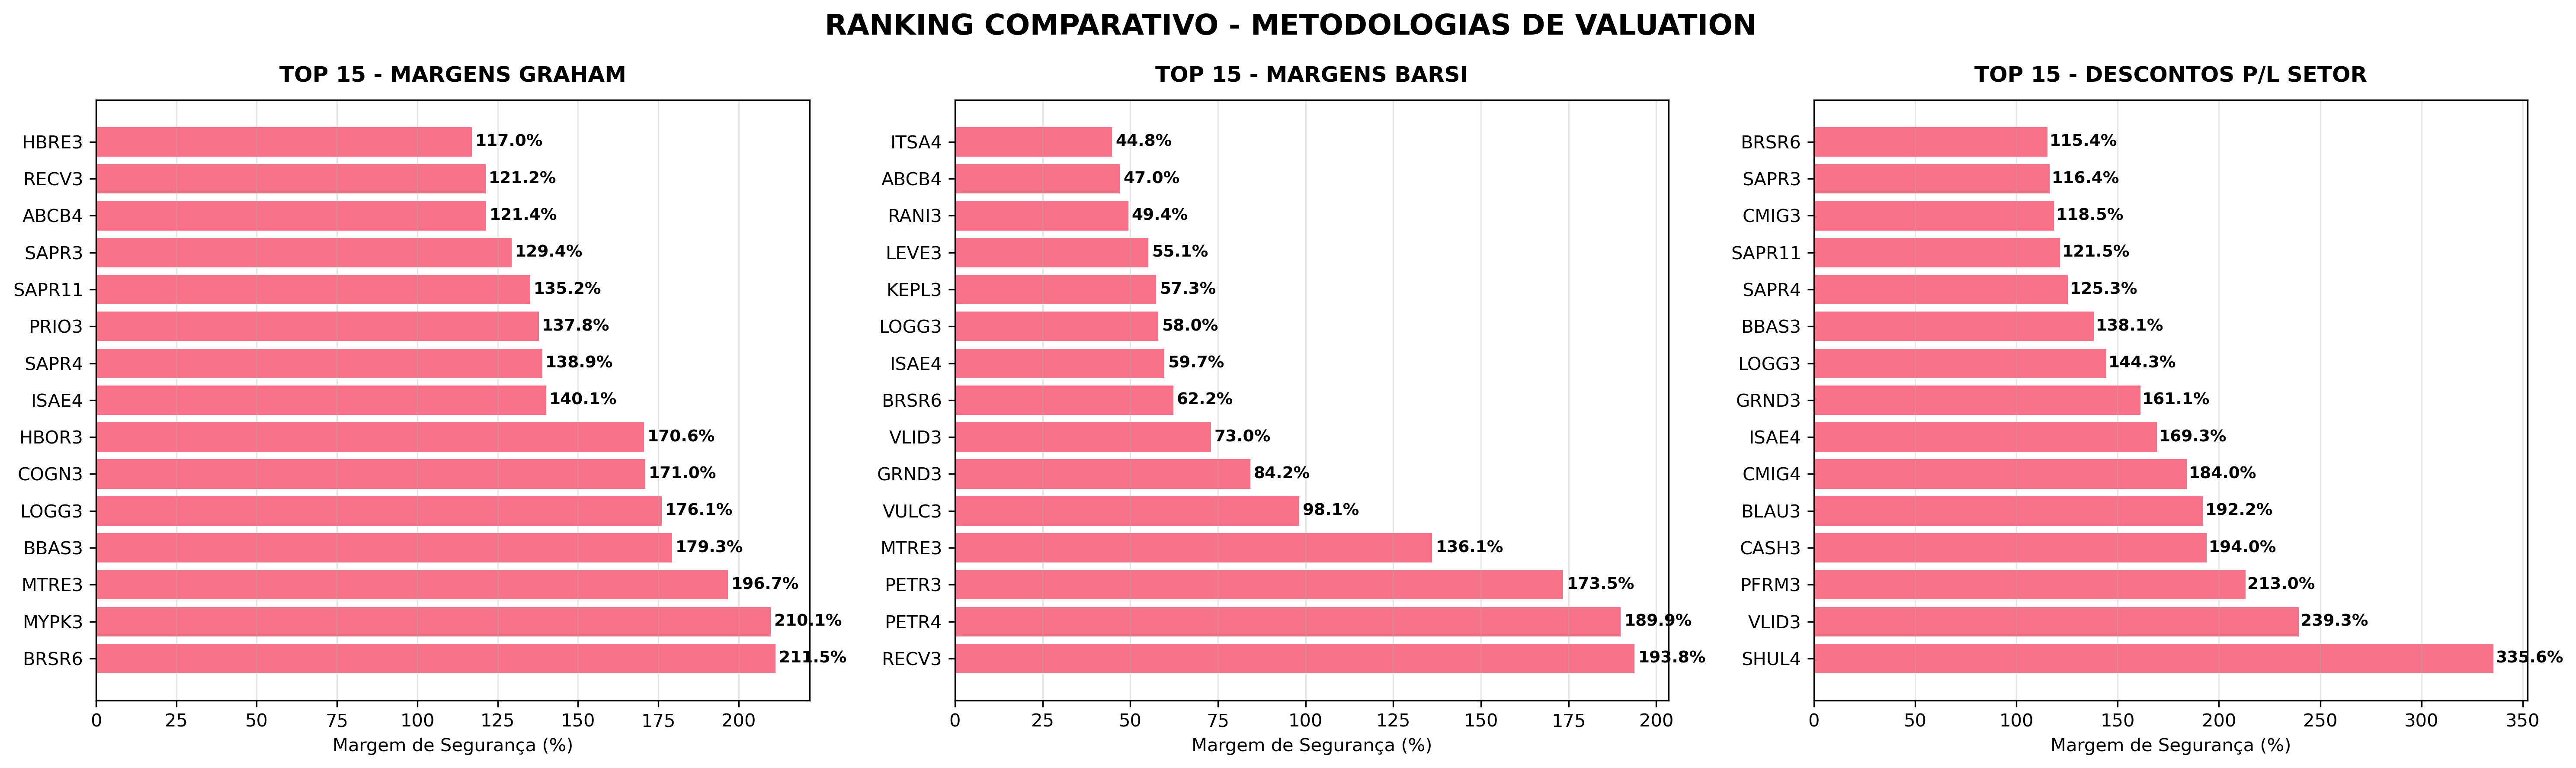 RANKING COMPARATIVO - METODOLOGIAS DE VALUATION
TOP 15 - MARGENS GRAHAM
HBRE3 117.0%
RECV3 121.2%
ABCB4 121.4%
SAPR3 129.4%
SAPR11 135.2%
PRIO3 137.8%
SAPR4 138.9%
ISAE4 140.1%
HBOR3 170.6%
COGN3 171.0%
LOGG3 176.1%
BBAS3 179.3%
MTRE3 196.7%
MYPK3 210.1%
BRSR6 211.5%
0 25 50 75 100 125 150 175 200
Margem de Segurança (%)
TOP 15 - MARGENS BARSI
ITSA4 44.8%
ABCB4 47.0%
RANI3 49.4%
LEVE3 55.1%
KEPL3 57.3%
LOGG3 58.0%
ISAE4 59.7%
BRSR6 62.2%
VLID3 73.0%
GRND3 84.2%
VULC3 98.1%
MTRE3 136.1%
PETR3 173.5%
PETR4 189.9%
RECV3 193.8%
0 25 50 75 100 125 150 175 200
Margem de Segurança (%)
TOP 15 - DESCONTOS P/L SETOR
BRSR6 115.4%
SAPR3 116.4%
CMIG3 118.5%
SAPR11 121.5%
SAPR4 125.3%
BBAS3 138.1%
LOGG3 144.3%
GRND3 161.1%
ISAE4 169.3%
CMIG4 184.0%
BLAU3 192.2%
CASH3 194.0%
PFRM3 213.0%
VLID3 239.3%
SHUL4 335.6%
0 50 100 150 200 250 300 350
Margem de Segurança (%)